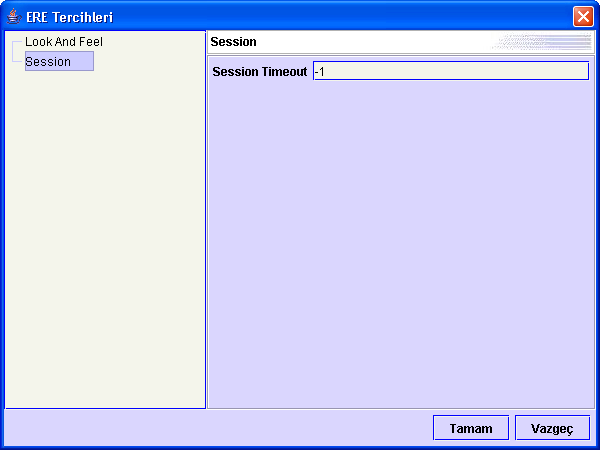 ERE Tercihleri
Look And Feel
Session
Session
Session Timeout -1
Tamam Vazgeç